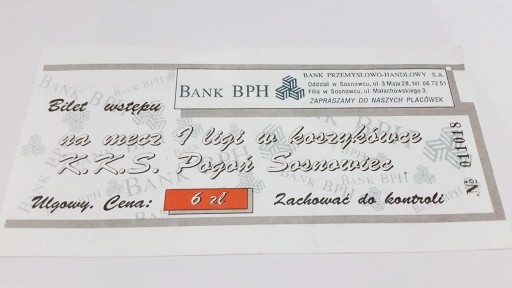 BANK PRZEMYSŁOWO-HANDLOWY S.A.
Oddział w Sosnowcu, ul. 3 Maja 28, tel. 66 72 51
Filia w Sosnowcu, ul. Małachowskiego 3.
ZAPRASZAMY DO NASZYCH PLACÓWEK
BANK BPH
Bilet wstępu
na mecz I ligi w koszykówce
K.K.S. Pogoń Sosnowiec
Ulgowy. Cena: 6 zł Zachować do kontroli
№ 011018